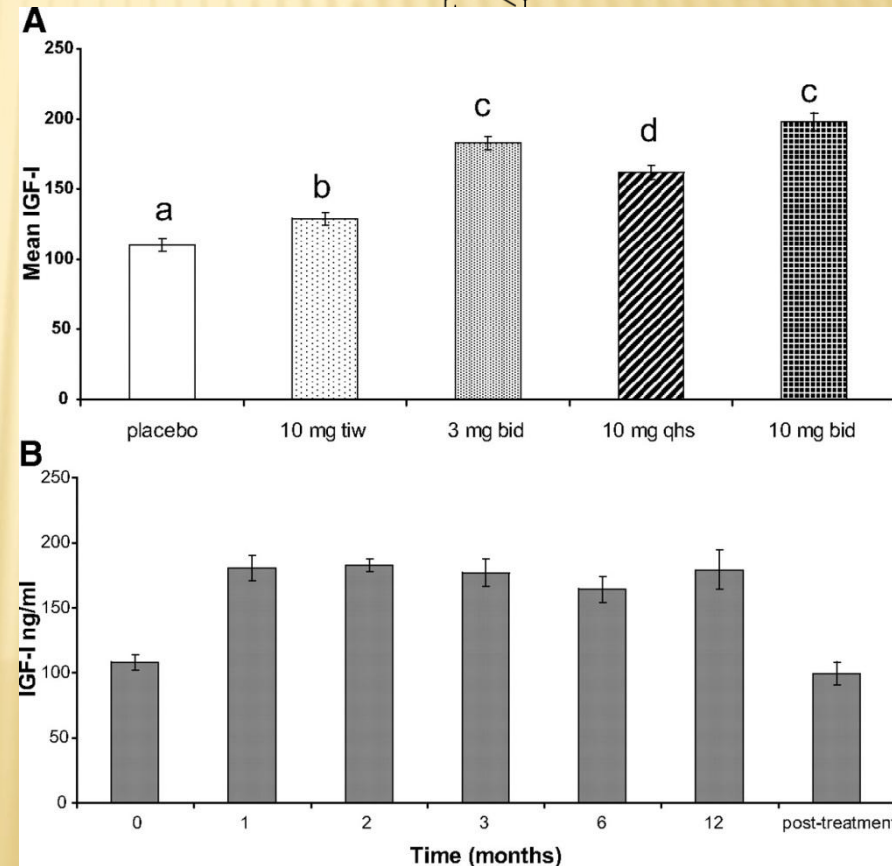 A
250
200
150
100
50
0
Mean IGF-I
a
b
c
d
c
placebo 10 mg tiw 3 mg bid 10 mg qhs 10 mg bid
B
250
200
150
100
50
0
IGF-I ng/ml
0 1 2 3 6 12 post-treatment
Time (months)